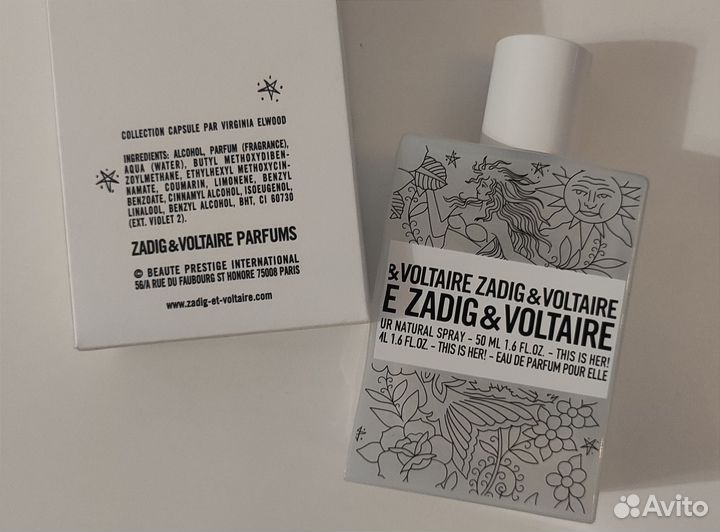 COLLECTION CAPSULE PAR VIRGINIA ELWOOD
INGREDIENTS: ALCOHOL, PARFUM (FRAGRANCE),
AQUA (WATER), BUTYL METHOXYDIBEN-
ZOYLMETHANE, ETHYLHEXYL METHOXYCIN-
NAMATE, COUMARIN, LIMONENE, BENZYL
BENZOATE, CINNAMYL ALCOHOL, ISOEUGENOL,
LINALOOL, BENZYL ALCOHOL, BHT, CI 60730
(EXT. VIOLET 2).
ZADIG&VOLTAIRE PARFUMS
© BEAUTE PRESTIGE INTERNATIONAL
56/A RUE DU FAUBOURG ST HONORE 75008 PARIS
www.zadig-et-voltaire.com
&VOLTAIRE ZADIG&VOLTAIRE
E ZADIG&VOLTAIRE
UR NATURAL SPRAY - 50 ML 1.6 FL.OZ. - THIS IS HER!
ML 1.6 FL.OZ. - THIS IS HER! - EAU DE PARFUM POUR ELLE
Avito